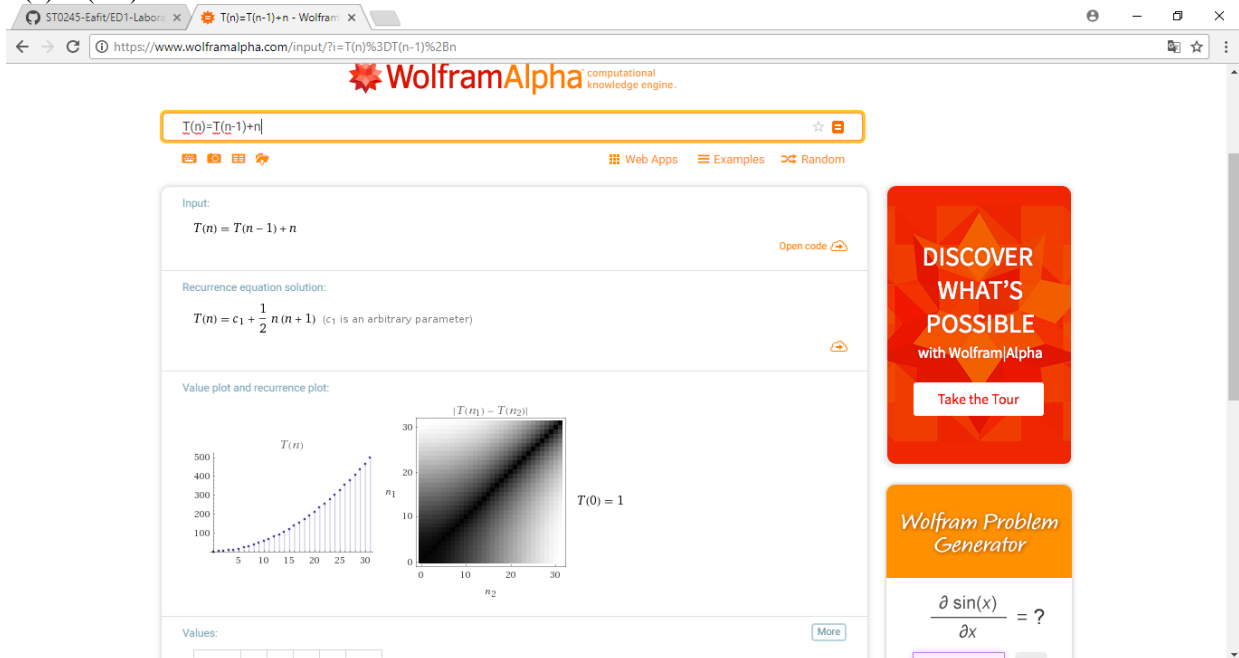 ST0245-Eafit/ED1-Labora
T(n)=T(n-1)+n - Wolfram
https://www.wolframalpha.com/input/?i=T(n)%3DT(n-1)%2Bn
WolframAlpha computational knowledge engine.
T(n)=T(n-1)+n
Web Apps Examples Random
Input:
T(n) = T(n − 1) + n
Open code
Recurrence equation solution:
T(n) = c₁ + 1/2 n (n + 1) (c₁ is an arbitrary parameter)
Value plot and recurrence plot:
T(n)
500
400
300
200
100
5 10 15 20 25 30
|T(n₁) − T(n₂)|
30
20
n₁
10
0
0 10 20 30
n₂
T(0) = 1
Values:
More
DISCOVER
WHAT'S
POSSIBLE
with Wolfram|Alpha
Take the Tour
Wolfram Problem
Generator
∂ sin(x)
∂x
= ?